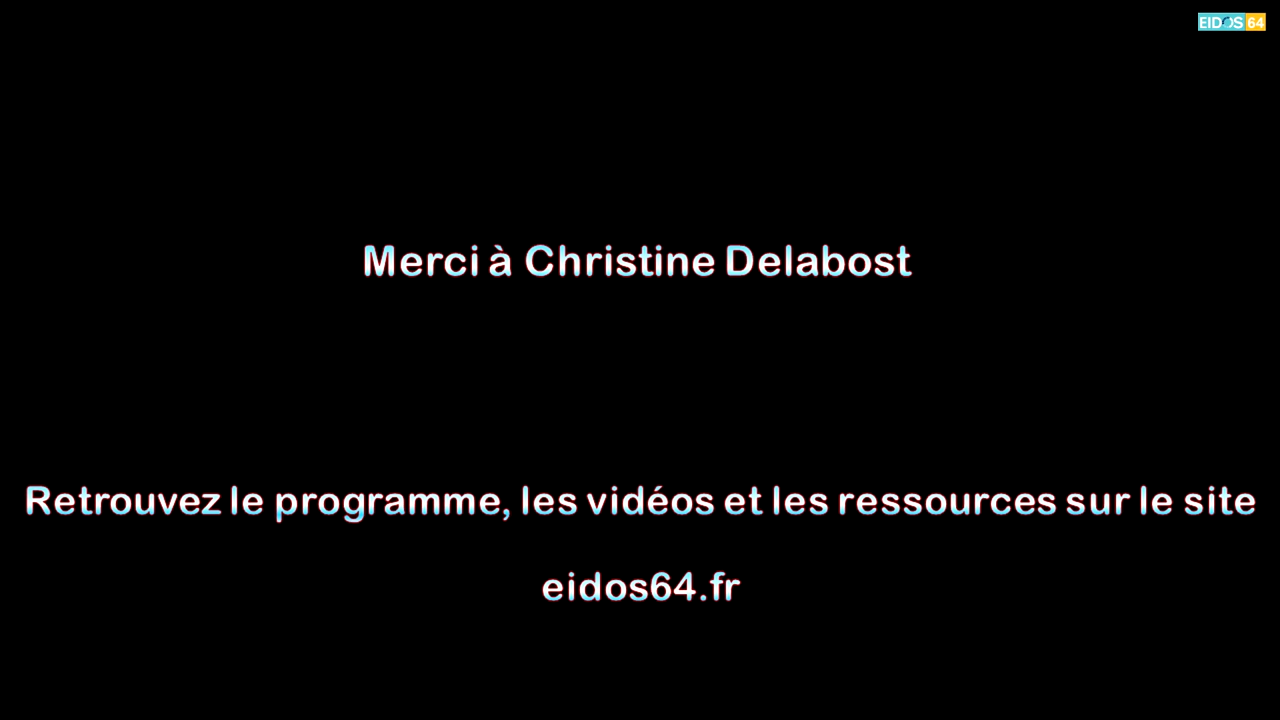 EIDOS 64
Merci à Christine Delabost
Retrouvez le programme, les vidéos et les ressources sur le site
eidos64.fr